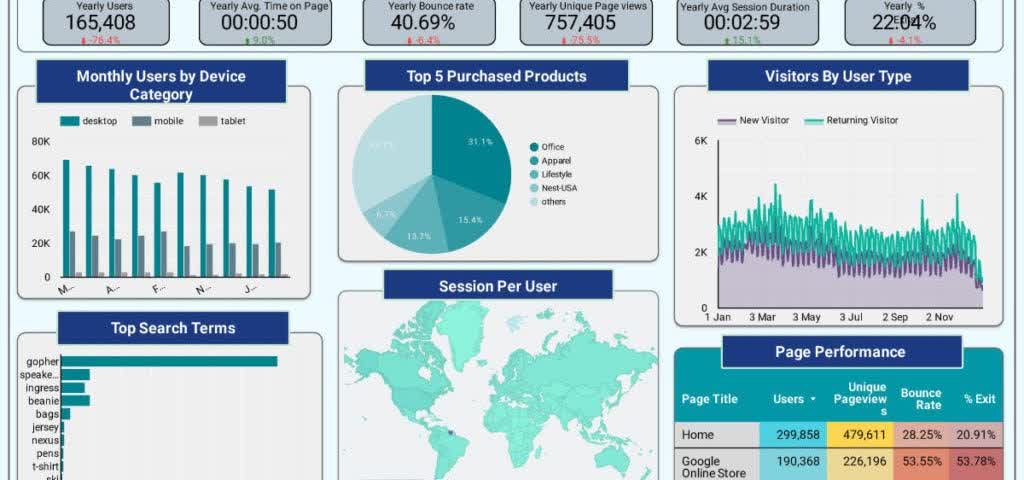 Yearly Users
165,408
-76.4%
Yearly Avg. Time on Page
00:00:50
9.0%
Yearly Bounce rate
40.69%
-6.4%
Yearly Unique Page views
757,405
-75.5%
Yearly Avg Session Duration
00:02:59
15.1%
Yearly %
-4.1%
Monthly Users by Device
Category
desktop
mobile
tablet
80K
60K
40K
20K
0
M...
A...
F...
N...
J...
Top 5 Purchased Products
31.1%
15.4%
13.7%
6.7%
Office
Apparel
Lifestyle
Nest-USA
others
Visitors By User Type
New Visitor
Returning Visitor
6K
4K
2K
0
1 Jan
3 Mar
3 May
3 Jul
2 Sep
2 Nov
Top Search Terms
gopher
speake...
ingress
beanie
bags
jersey
nexus
pens
t-shirt
Session Per User
Page Performance
Page Title
Users
Unique
Pageview
s
Bounce
Rate
% Exit
Home
299,858
479,611
28.25%
20.91%
Google
Online Store
190,368
226,196
53.55%
53.78%